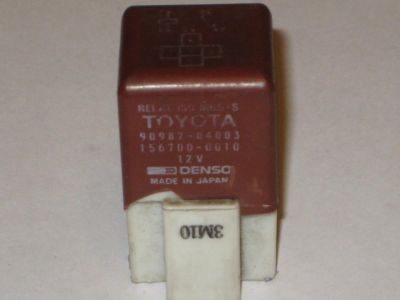 TOYOTA
90987-04003
156700-0010
12V
DENSO
MADE IN JAPAN
3M10